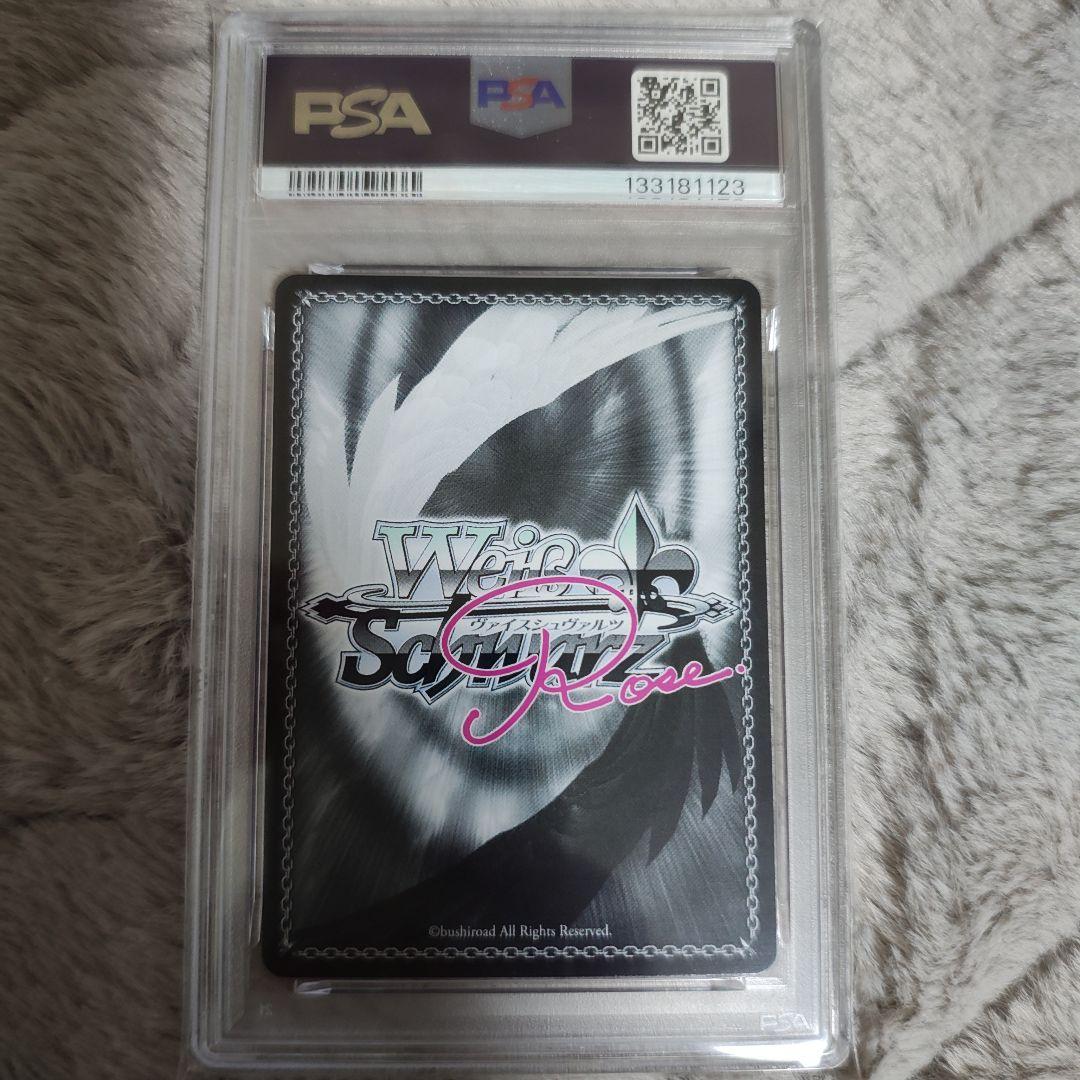 PSA
PSA
133181123
Weiß
ヴァイスシュヴァルツ
Schwarz
Rose.
©bushiroad All Rights Reserved.
PSA